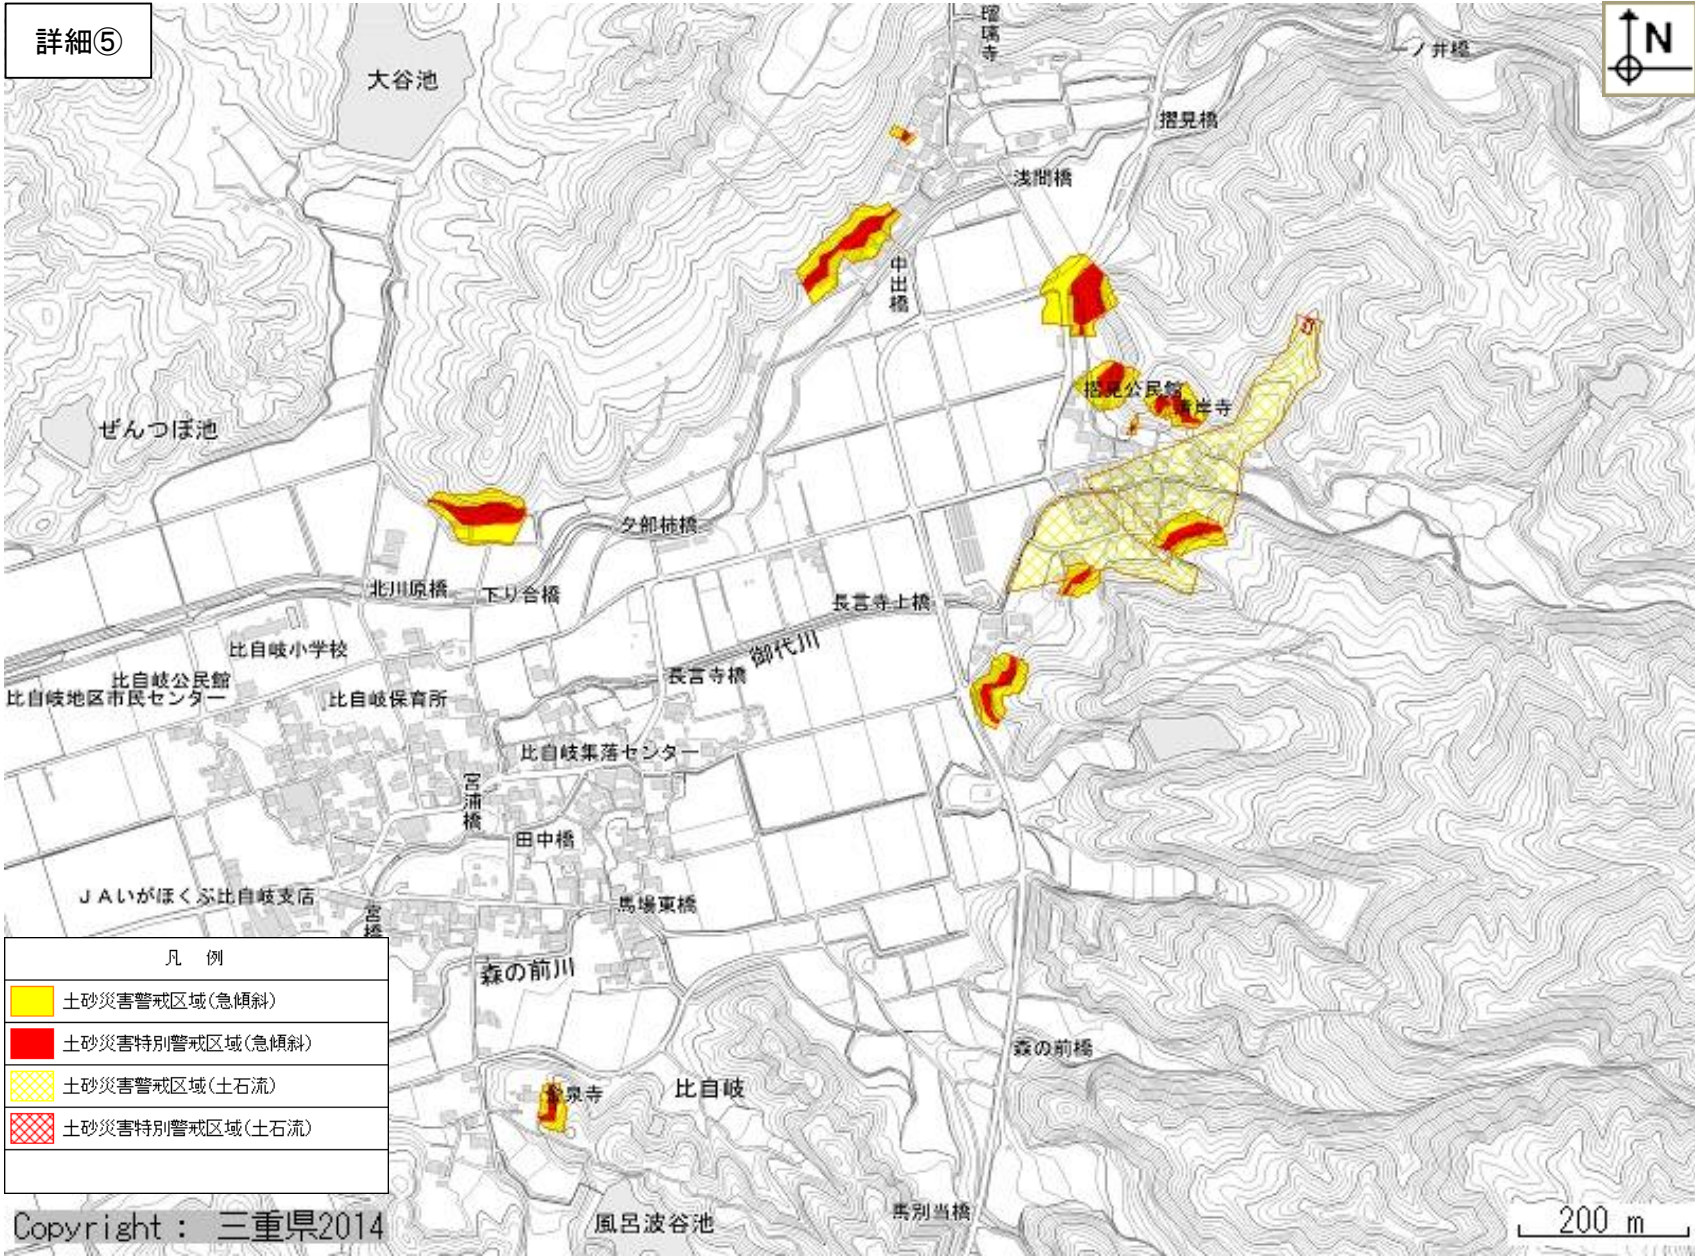 詳細⑤
N
大谷池
瑠璃寺
一ノ井橋
摺見橋
浅間橋
中出橋
摺見公民館
ぜんつぼ池
夕部柿橋
北川原橋
下り合橋
長言寺上橋
御代川
比自岐小学校
長言寺橋
比自岐公民館
比自岐地区市民センター
比自岐保育所
比自岐集落センター
宮浦橋
田中橋
JAいがほくぶ比自岐支店
馬場東橋
宮橋
森の前川
凡 例
土砂災害警戒区域(急傾斜)
土砂災害特別警戒区域(急傾斜)
土砂災害警戒区域(土石流)
土砂災害特別警戒区域(土石流)
森の前橋
比自岐
馬別当橋
風呂波谷池
Copyright : 三重県2014
200 m